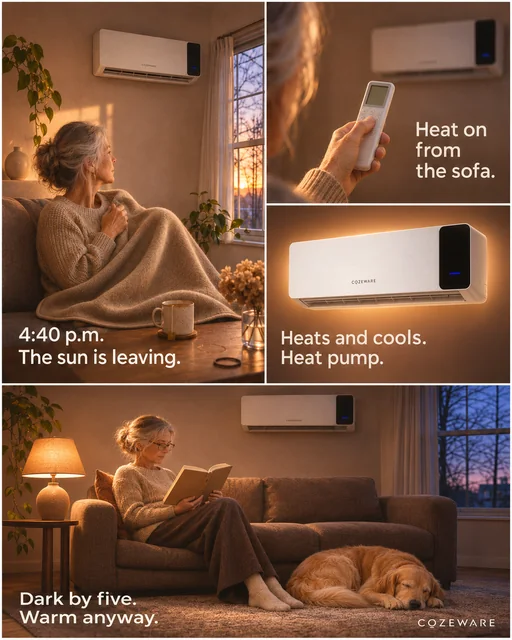 4:40 p.m.
The sun is leaving.
Heat on
from
the sofa.
COZEWARE
Heats and cools.
Heat pump.
Dark by five.
Warm anyway.
COZEWARE